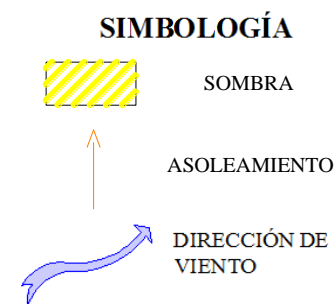 SIMBOLOGÍA
SOMBRA
ASOLEAMIENTO
DIRECCIÓN DE
VIENTO